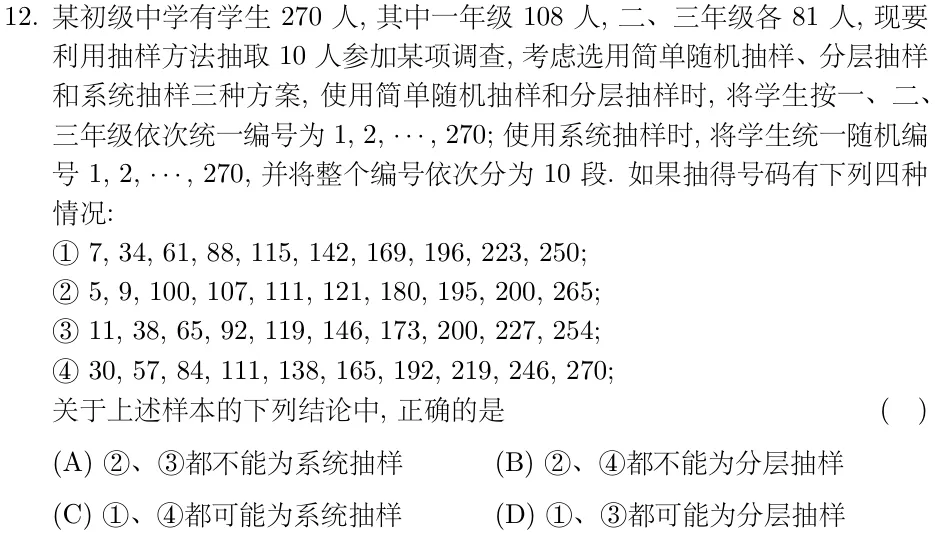 12. 某初级中学有学生 270 人, 其中一年级 108 人, 二、三年级各 81 人, 现要
利用抽样方法抽取 10 人参加某项调查, 考虑选用简单随机抽样、分层抽样
和系统抽样三种方案, 使用简单随机抽样和分层抽样时, 将学生按一、二、
三年级依次统一编号为 1, 2, ⋯ , 270; 使用系统抽样时, 将学生统一随机编
号 1, 2, ⋯ , 270, 并将整个编号依次分为 10 段. 如果抽得号码有下列四种
情况:
① 7, 34, 61, 88, 115, 142, 169, 196, 223, 250;
② 5, 9, 100, 107, 111, 121, 180, 195, 200, 265;
③ 11, 38, 65, 92, 119, 146, 173, 200, 227, 254;
④ 30, 57, 84, 111, 138, 165, 192, 219, 246, 270;
关于上述样本的下列结论中, 正确的是 ( )
(A) ②、③都不能为系统抽样 (B) ②、④都不能为分层抽样
(C) ①、④都可能为系统抽样 (D) ①、③都可能为分层抽样